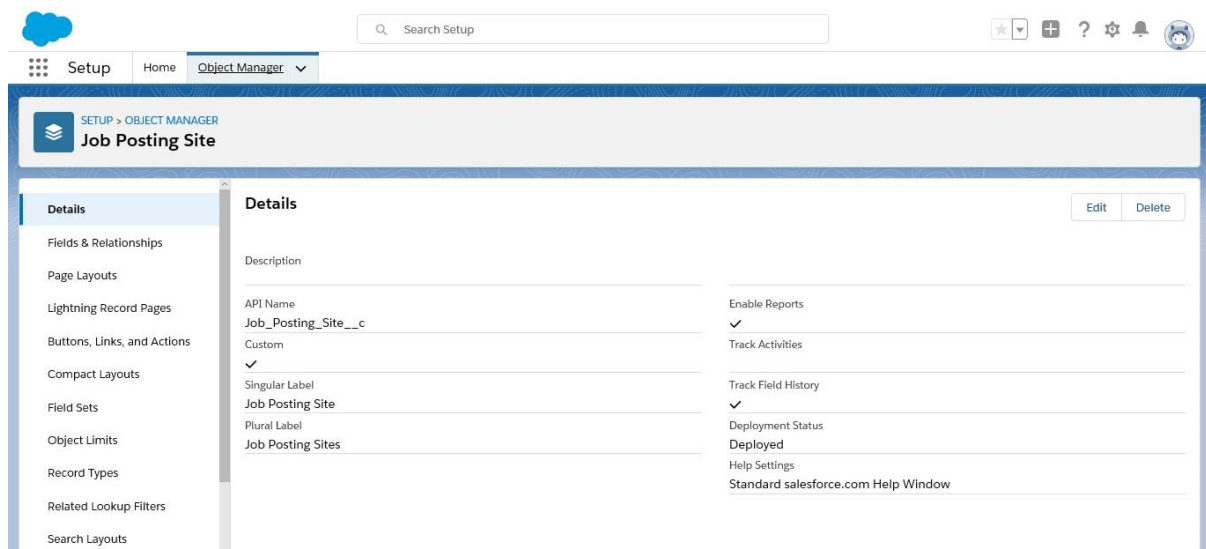 Search Setup
Setup
Home
Object Manager
SETUP > OBJECT MANAGER
Job Posting Site
Details
Fields & Relationships
Page Layouts
Lightning Record Pages
Buttons, Links, and Actions
Compact Layouts
Field Sets
Object Limits
Record Types
Related Lookup Filters
Search Layouts
Details
Edit
Delete
Description
API Name
Job_Posting_Site__c
Custom
Singular Label
Job Posting Site
Plural Label
Job Posting Sites
Enable Reports
Track Activities
Track Field History
Deployment Status
Deployed
Help Settings
Standard salesforce.com Help Window